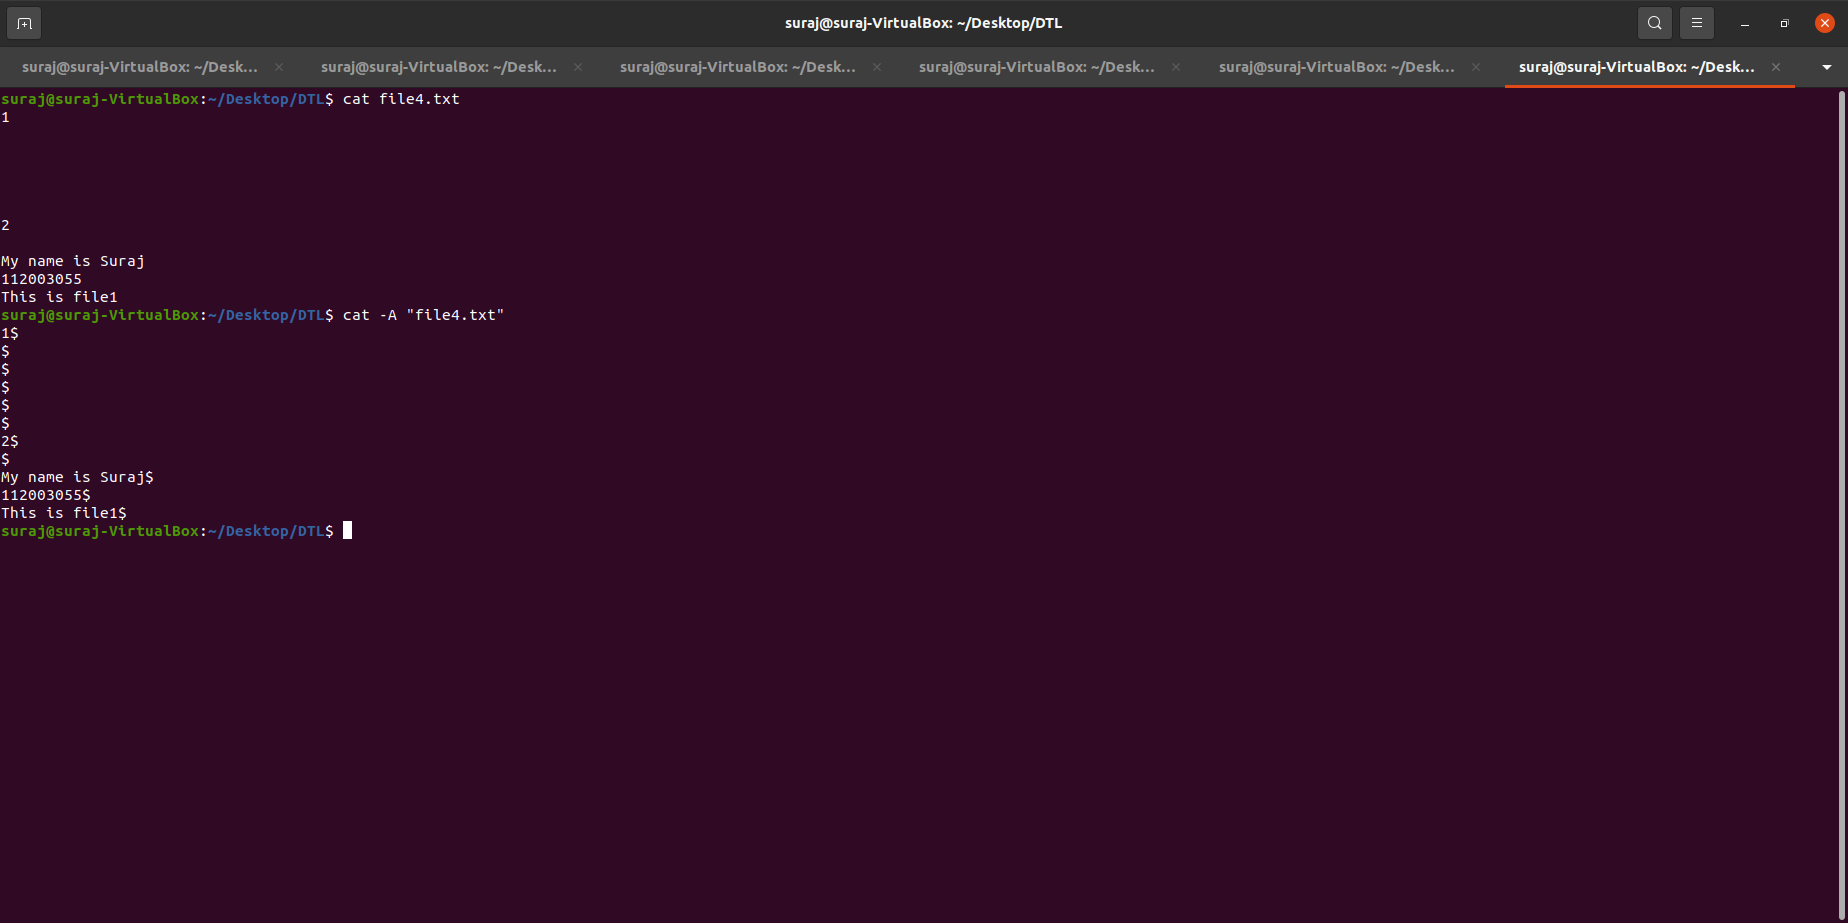 suraj@suraj-VirtualBox: ~/Desktop/DTL
suraj@suraj-VirtualBox: ~/Desk... suraj@suraj-VirtualBox: ~/Desk... suraj@suraj-VirtualBox: ~/Desk... suraj@suraj-VirtualBox: ~/Desk... suraj@suraj-VirtualBox: ~/Desk... suraj@suraj-VirtualBox: ~/Desk...
suraj@suraj-VirtualBox:~/Desktop/DTL$ cat file4.txt
1
2
My name is Suraj
112003055
This is file1
suraj@suraj-VirtualBox:~/Desktop/DTL$ cat -A "file4.txt"
1$
$
$
$
$
$
2$
$
My name is Suraj$
112003055$
This is file1$
suraj@suraj-VirtualBox:~/Desktop/DTL$